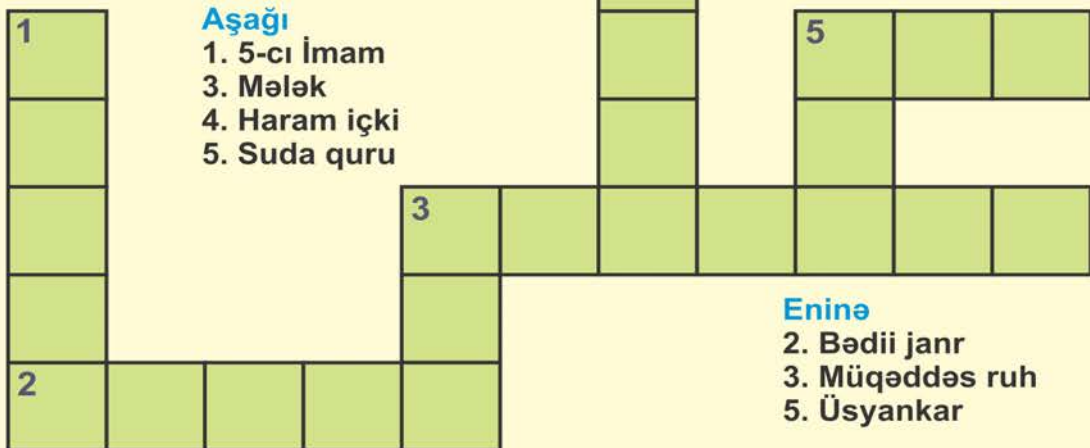 1
Aşağı
1. 5-cı İmam
3. Mələk
4. Haram içki
5. Suda quru
5
3
2
Eninə
2. Bədii janr
3. Müqəddəs ruh
5. Üsyankar